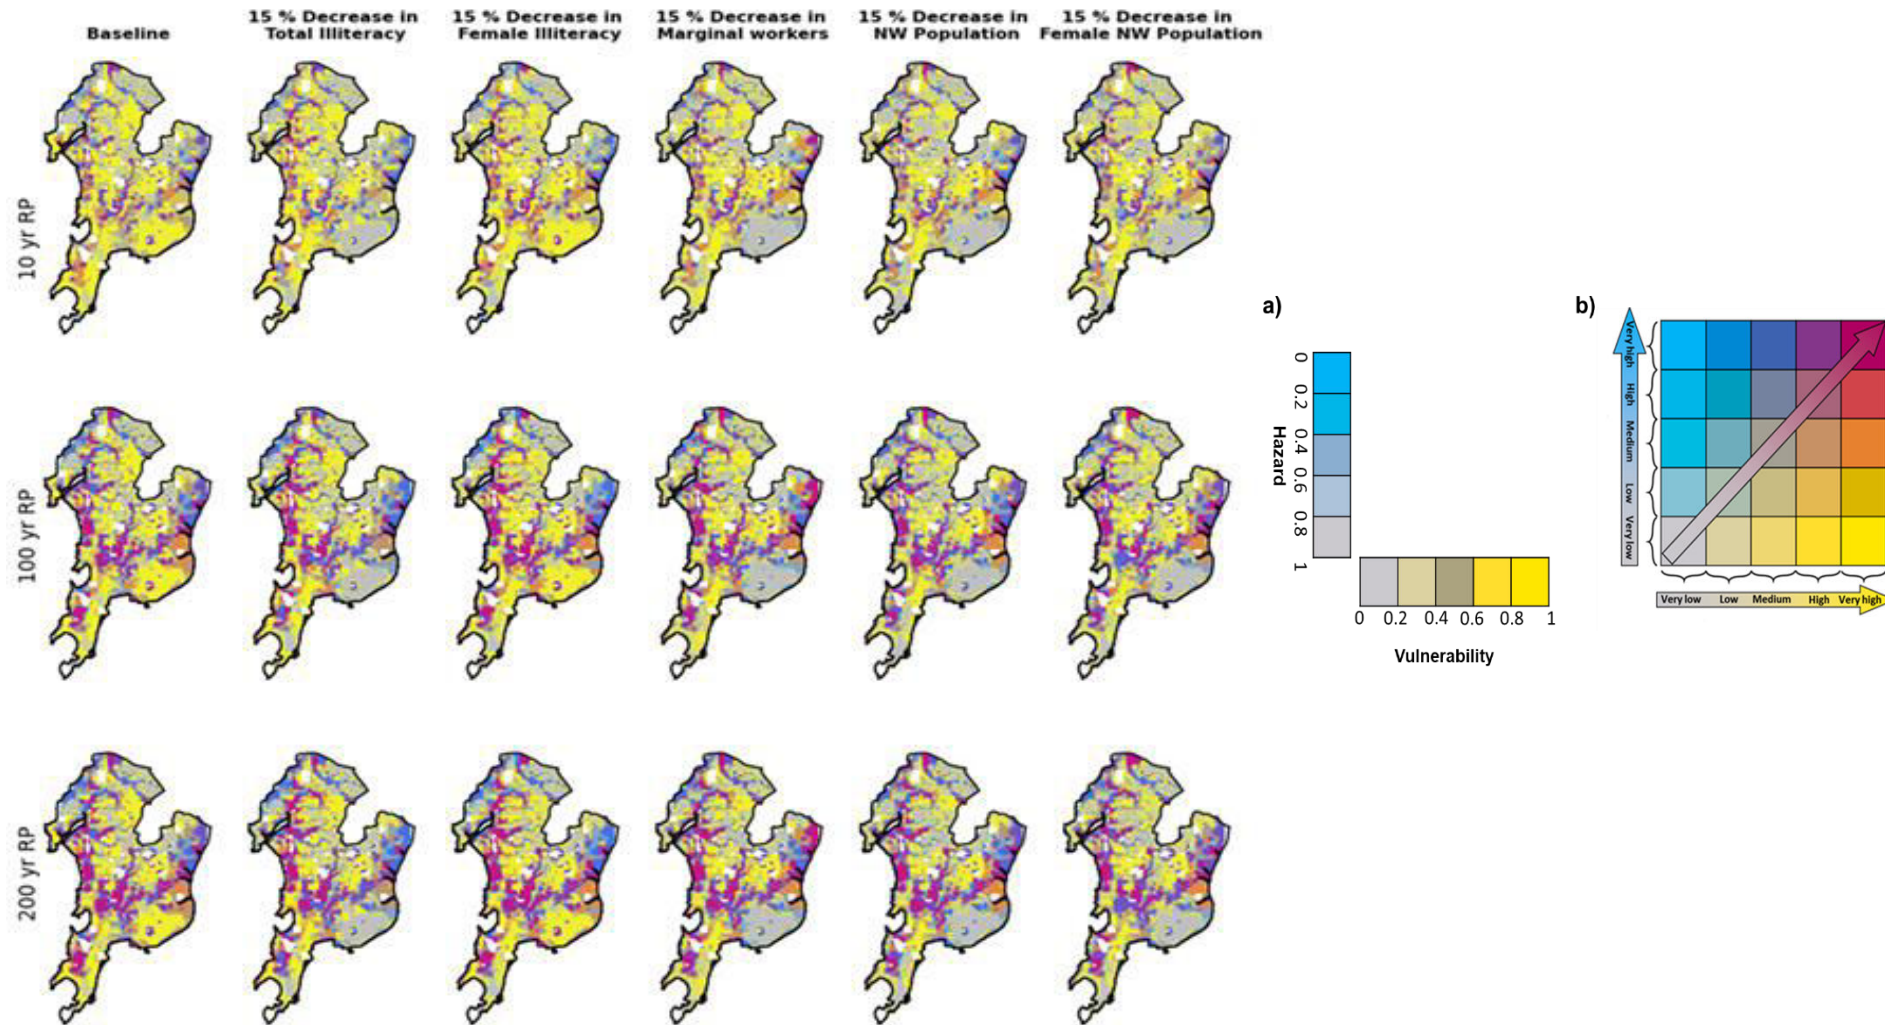 Baseline
15 % Decrease in
Total Illiteracy
15 % Decrease in
Female Illiteracy
15 % Decrease in
Marginal workers
15 % Decrease in
NW Population
15 % Decrease in
Female NW Population
10 yr RP
100 yr RP
200 yr RP
a)
0
0.2
0.4
0.6
0.8
1
Hazard
0
0.2
0.4
0.6
0.8
1
Vulnerability
b)
Very high
High
Medium
Low
Very low
Very low
Low
Medium
High
Very high